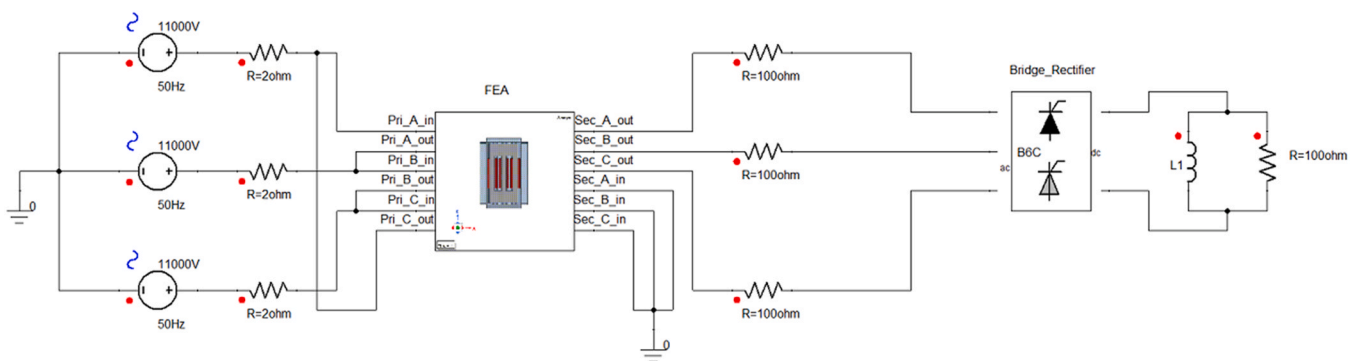 11000V
50Hz
R=2ohm
11000V
50Hz
R=2ohm
11000V
50Hz
R=2ohm
0
FEA
Pri_A_in
Pri_A_out
Pri_B_in
Pri_B_out
Pri_C_in
Pri_C_out
Sec_A_out
Sec_B_out
Sec_C_out
Sec_A_in
Sec_B_in
Sec_C_in
0
R=100ohm
R=100ohm
R=100ohm
Bridge_Rectifier
B6C
ac
dc
L1
R=100ohm